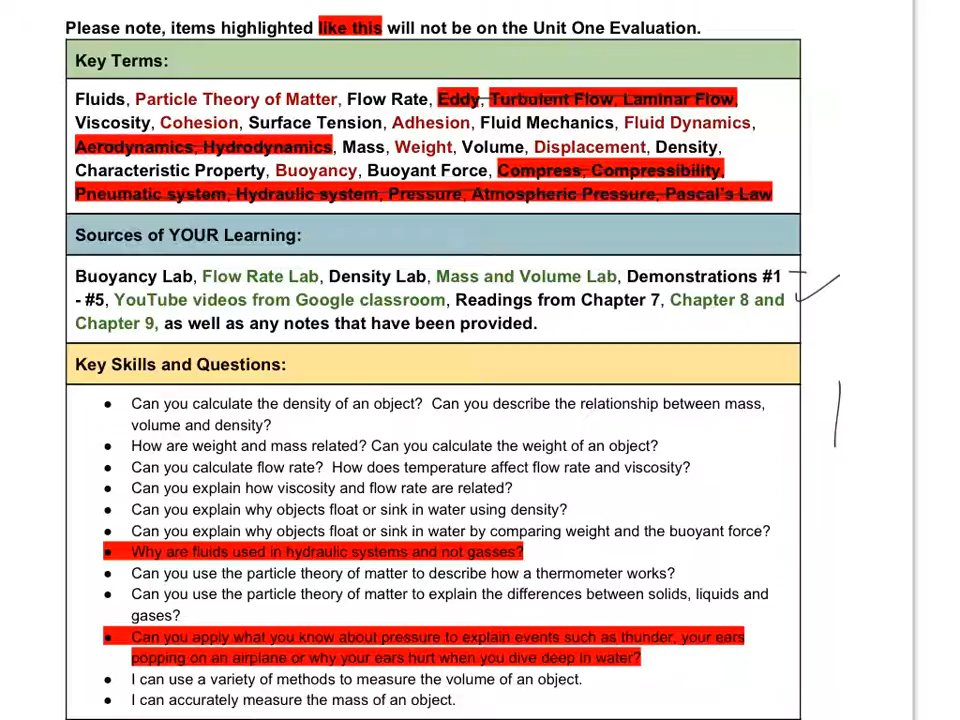 Please note, items highlighted like this will not be on the Unit One Evaluation.
Key Terms:
Fluids, Particle Theory of Matter, Flow Rate, Eddy, Turbulent Flow, Laminar Flow,
Viscosity, Cohesion, Surface Tension, Adhesion, Fluid Mechanics, Fluid Dynamics,
Aerodynamics, Hydrodynamics, Mass, Weight, Volume, Displacement, Density,
Characteristic Property, Buoyancy, Buoyant Force, Compress, Compressibility,
Pneumatic system, Hydraulic system, Pressure, Atmospheric Pressure, Pascal's Law
Sources of YOUR Learning:
Buoyancy Lab, Flow Rate Lab, Density Lab, Mass and Volume Lab, Demonstrations #1
- #5, YouTube videos from Google classroom, Readings from Chapter 7, Chapter 8 and
Chapter 9, as well as any notes that have been provided.
Key Skills and Questions:
● Can you calculate the density of an object? Can you describe the relationship between mass,
volume and density?
● How are weight and mass related? Can you calculate the weight of an object?
● Can you calculate flow rate? How does temperature affect flow rate and viscosity?
● Can you explain how viscosity and flow rate are related?
● Can you explain why objects float or sink in water using density?
● Can you explain why objects float or sink in water by comparing weight and the buoyant force?
● Why are fluids used in hydraulic systems and not gasses?
● Can you use the particle theory of matter to describe how a thermometer works?
● Can you use the particle theory of matter to explain the differences between solids, liquids and
gases?
● Can you apply what you know about pressure to explain events such as thunder, your ears
popping on an airplane or why your ears hurt when you dive deep in water?
● I can use a variety of methods to measure the volume of an object.
● I can accurately measure the mass of an object.